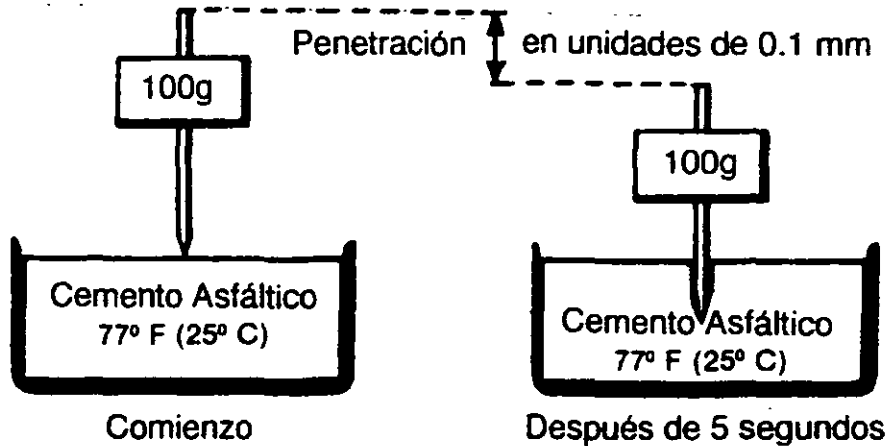 Penetración en unidades de 0.1 mm
100g
100g
Cemento Asfáltico
77º F (25º C)
Cemento Asfáltico
77º F (25º C)
Comienzo
Después de 5 segundos